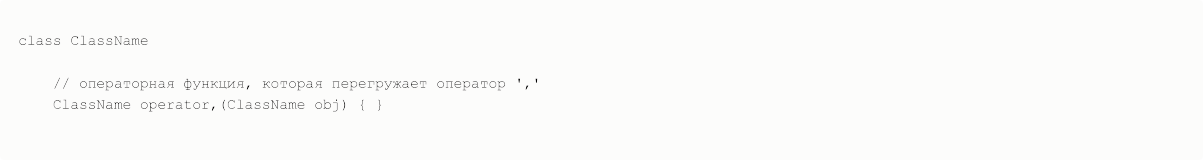 class ClassName
// операторная функция, которая перегружает оператор ','
ClassName operator,(ClassName obj) { }